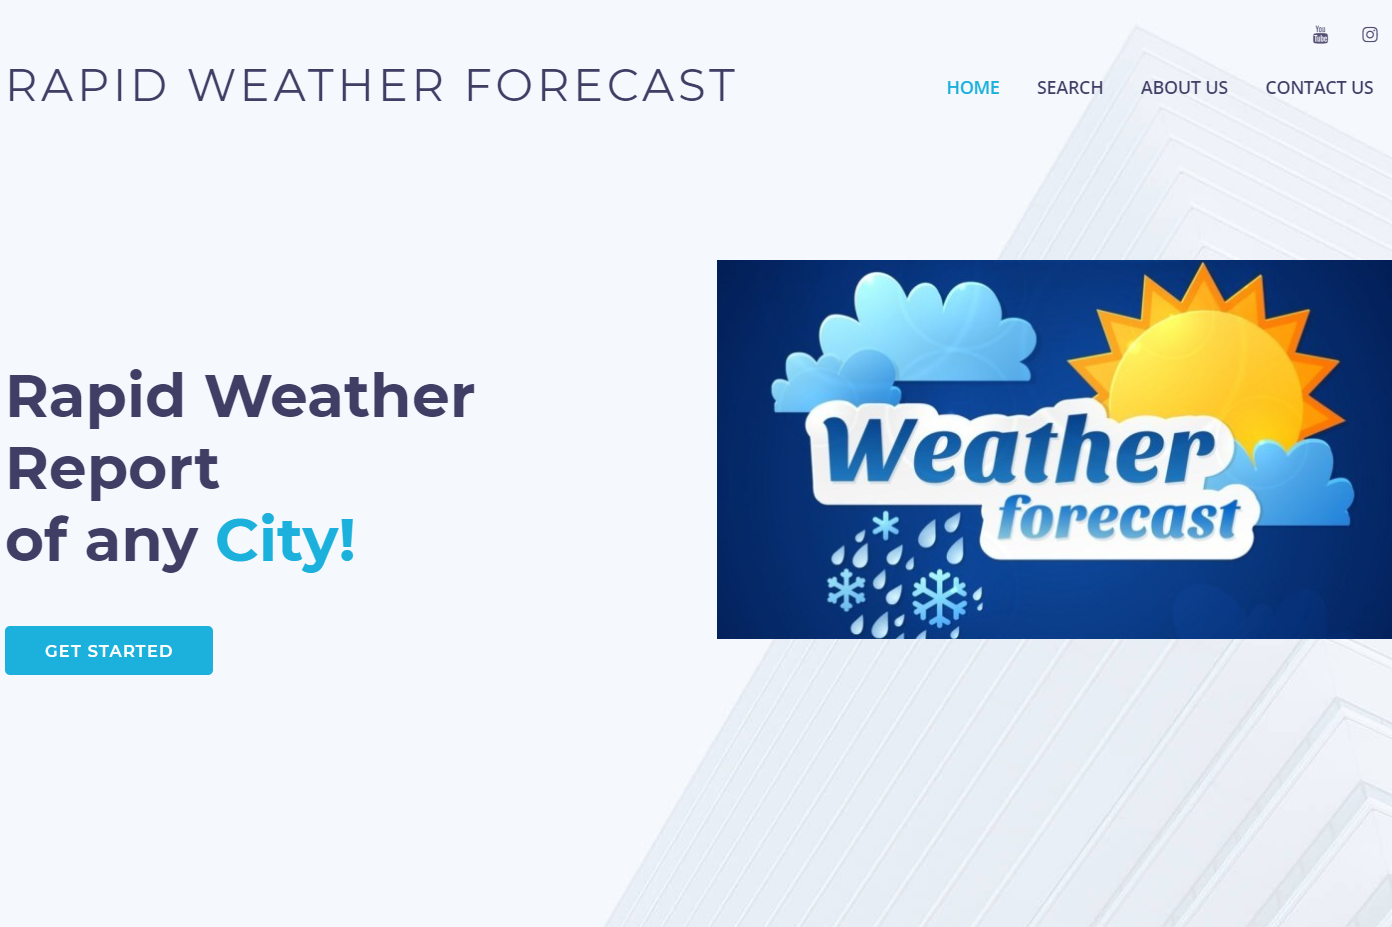 You
Tube
RAPID WEATHER FORECAST
HOME
SEARCH
ABOUT US
CONTACT US
Rapid Weather
Report
of any City!
GET STARTED
Weather
forecast